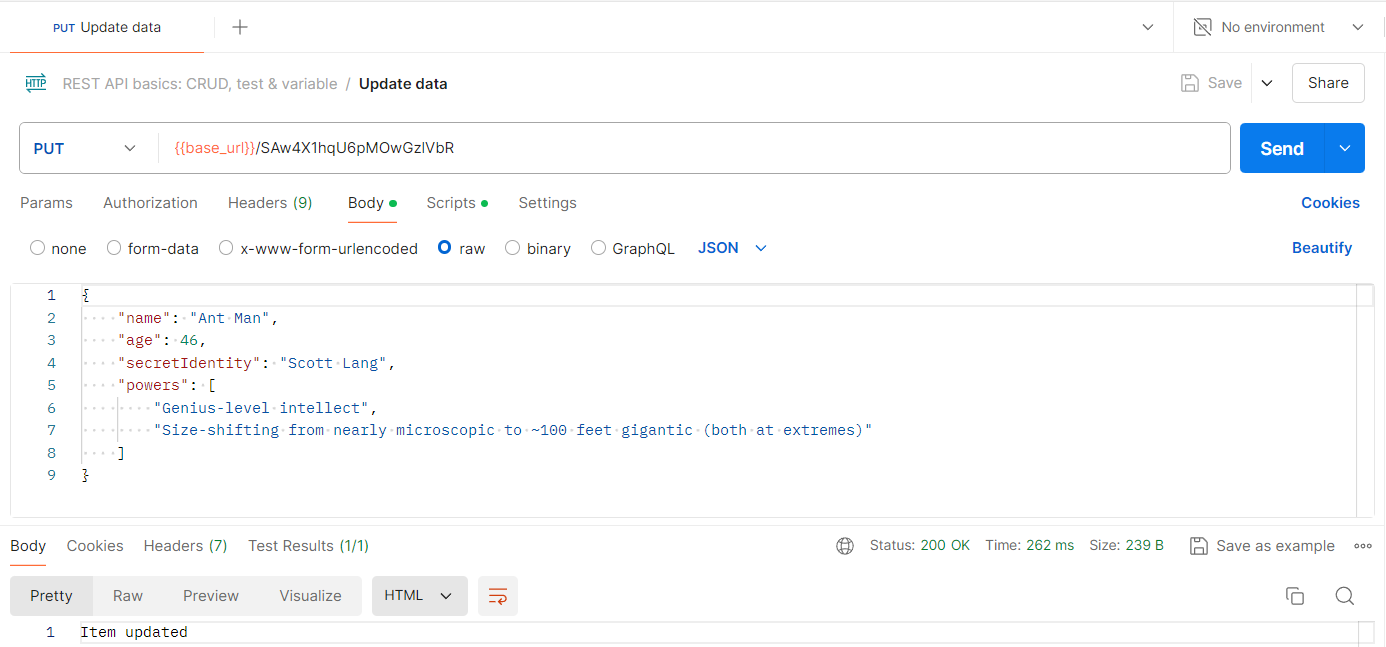 PUT Update data
No environment
HTTP REST API basics: CRUD, test & variable / Update data
Save
Share
PUT
{{base_url}}/SAw4X1hqU6pMOwGzlVbR
Send
Params Authorization Headers (9) Body Scripts Settings Cookies
none form-data x-www-form-urlencoded raw binary GraphQL JSON Beautify
1 {
2 "name": "Ant Man",
3 "age": 46,
4 "secretIdentity": "Scott Lang",
5 "powers": [
6 "Genius-level intellect",
7 "Size-shifting from nearly microscopic to ~100 feet gigantic (both at extremes)"
8 ]
9 }
Body Cookies Headers (7) Test Results (1/1) Status: 200 OK Time: 262 ms Size: 239 B Save as example
Pretty Raw Preview Visualize HTML
1 Item updated